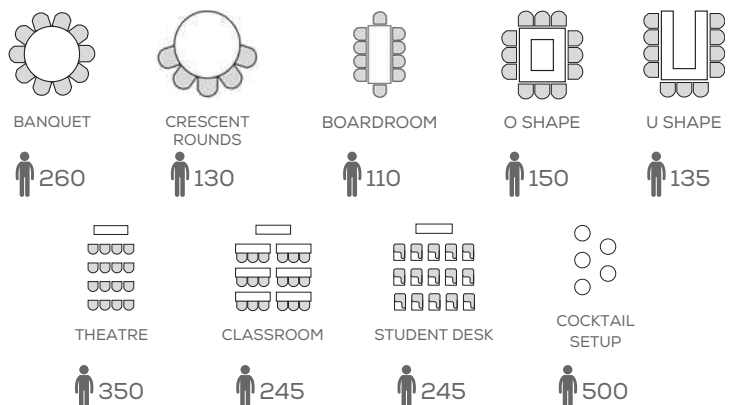 BANQUET
CRESCENT
ROUNDS
BOARDROOM
O SHAPE
U SHAPE
260
130
110
150
135
THEATRE
CLASSROOM
STUDENT DESK
COCKTAIL
SETUP
350
245
245
500